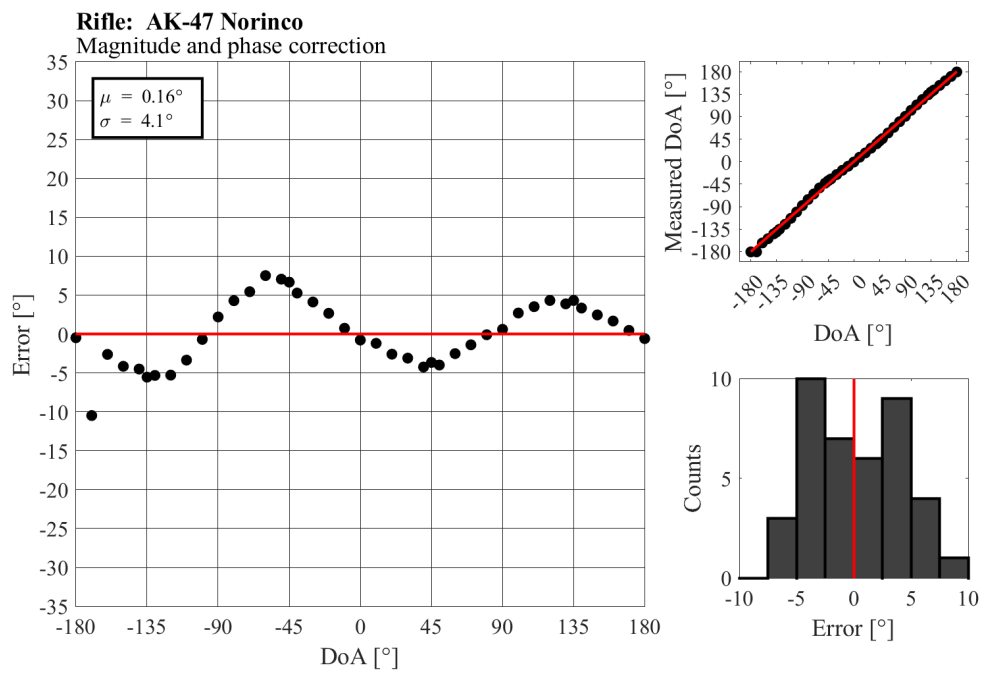 Rifle: AK-47 Norinco
Magnitude and phase correction
μ = 0.16°
σ = 4.1°
35
30
25
20
15
10
5
0
-5
-10
-15
-20
-25
-30
-35
-180 -135 -90 -45 0 45 90 135 180
DoA [°]
Error [°]
180
135
90
45
0
-45
-90
-135
-180
-180 -135 -90 -45 0 45 90 135 180
DoA [°]
Measured DoA [°]
10
5
0
-10 -5 0 5 10
Error [°]
Counts